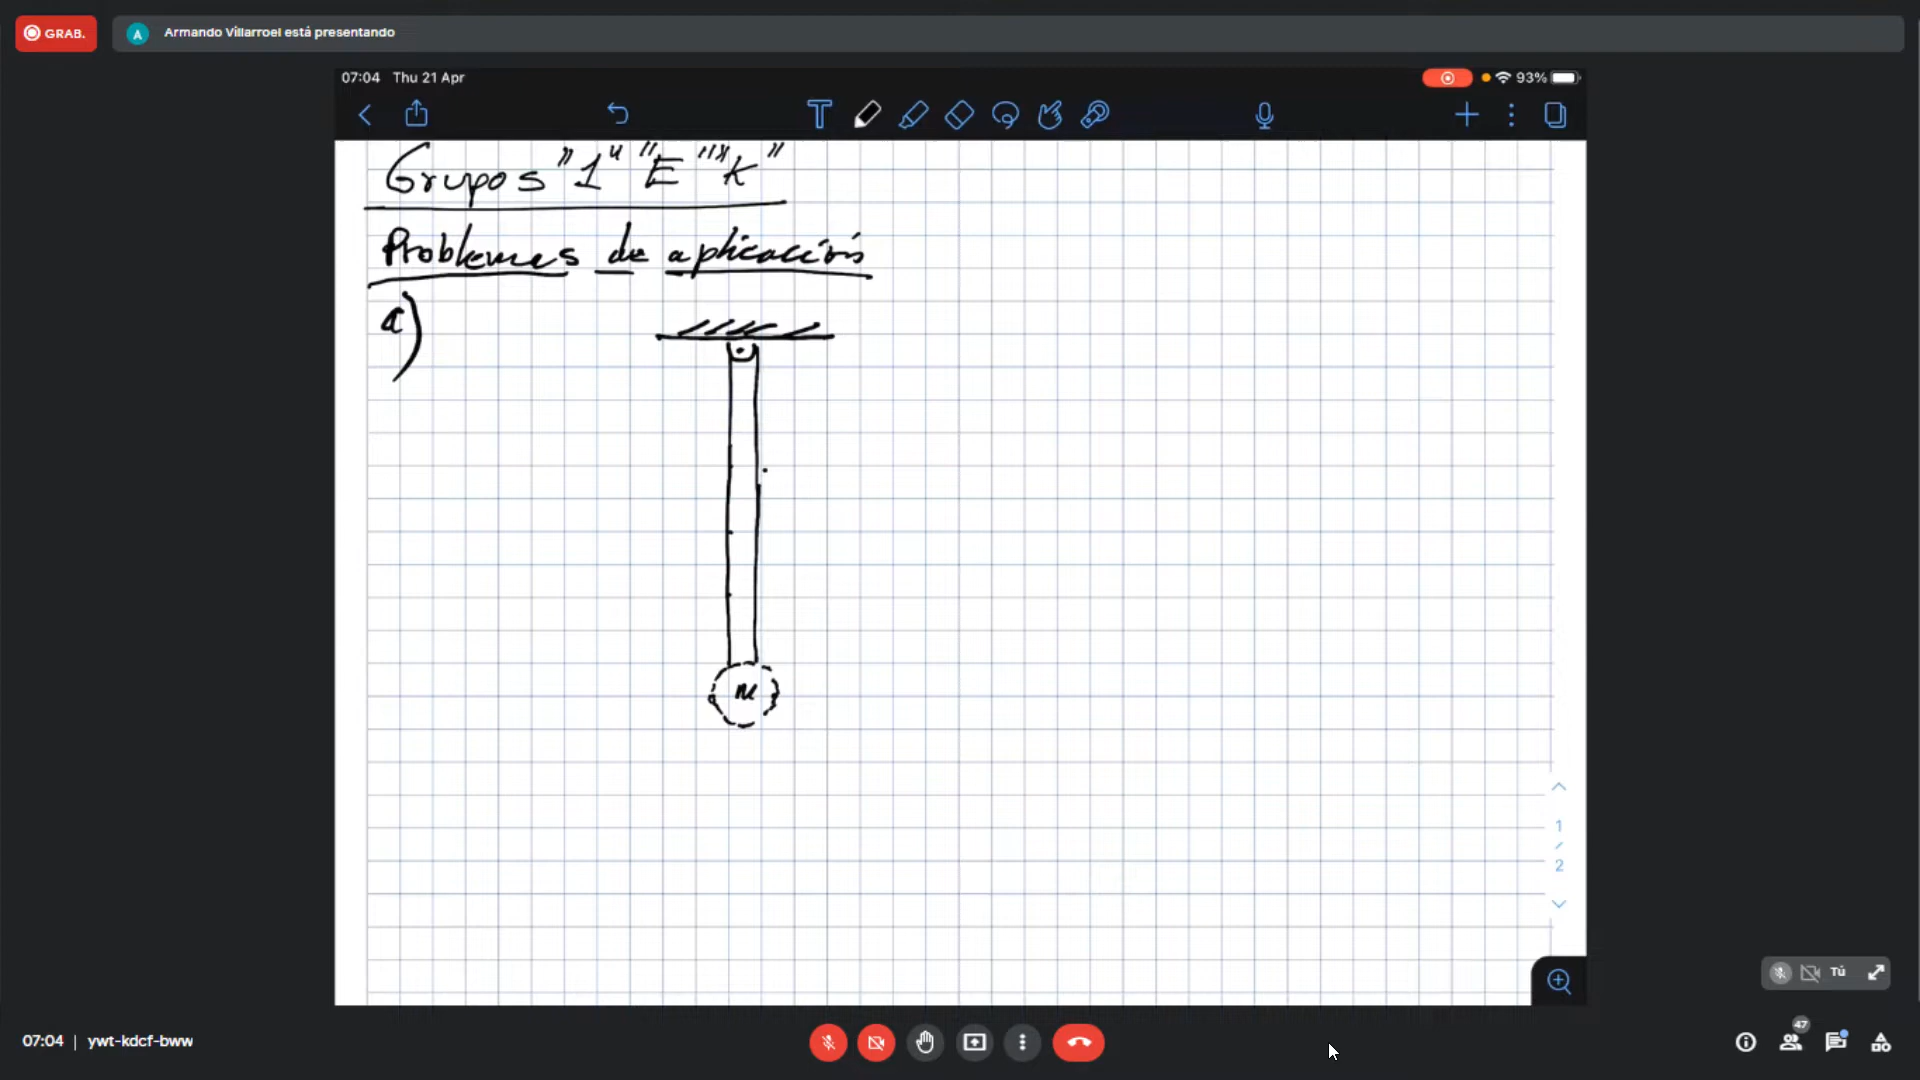 GRAB.
A Armando Villarroel está presentando
07:04 Thu 21 Apr
93%
T
Grupos "1" "E" "K"
Problemas de aplicación
a)
m
1
2
Tú
07:04 | ywt-kdcf-bww
47